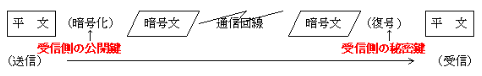 平　文 (暗号化) 暗号文 通信回線 暗号文 (復号) 平　文
受信側の公開鍵 受信側の秘密鍵
(送信) (受信)